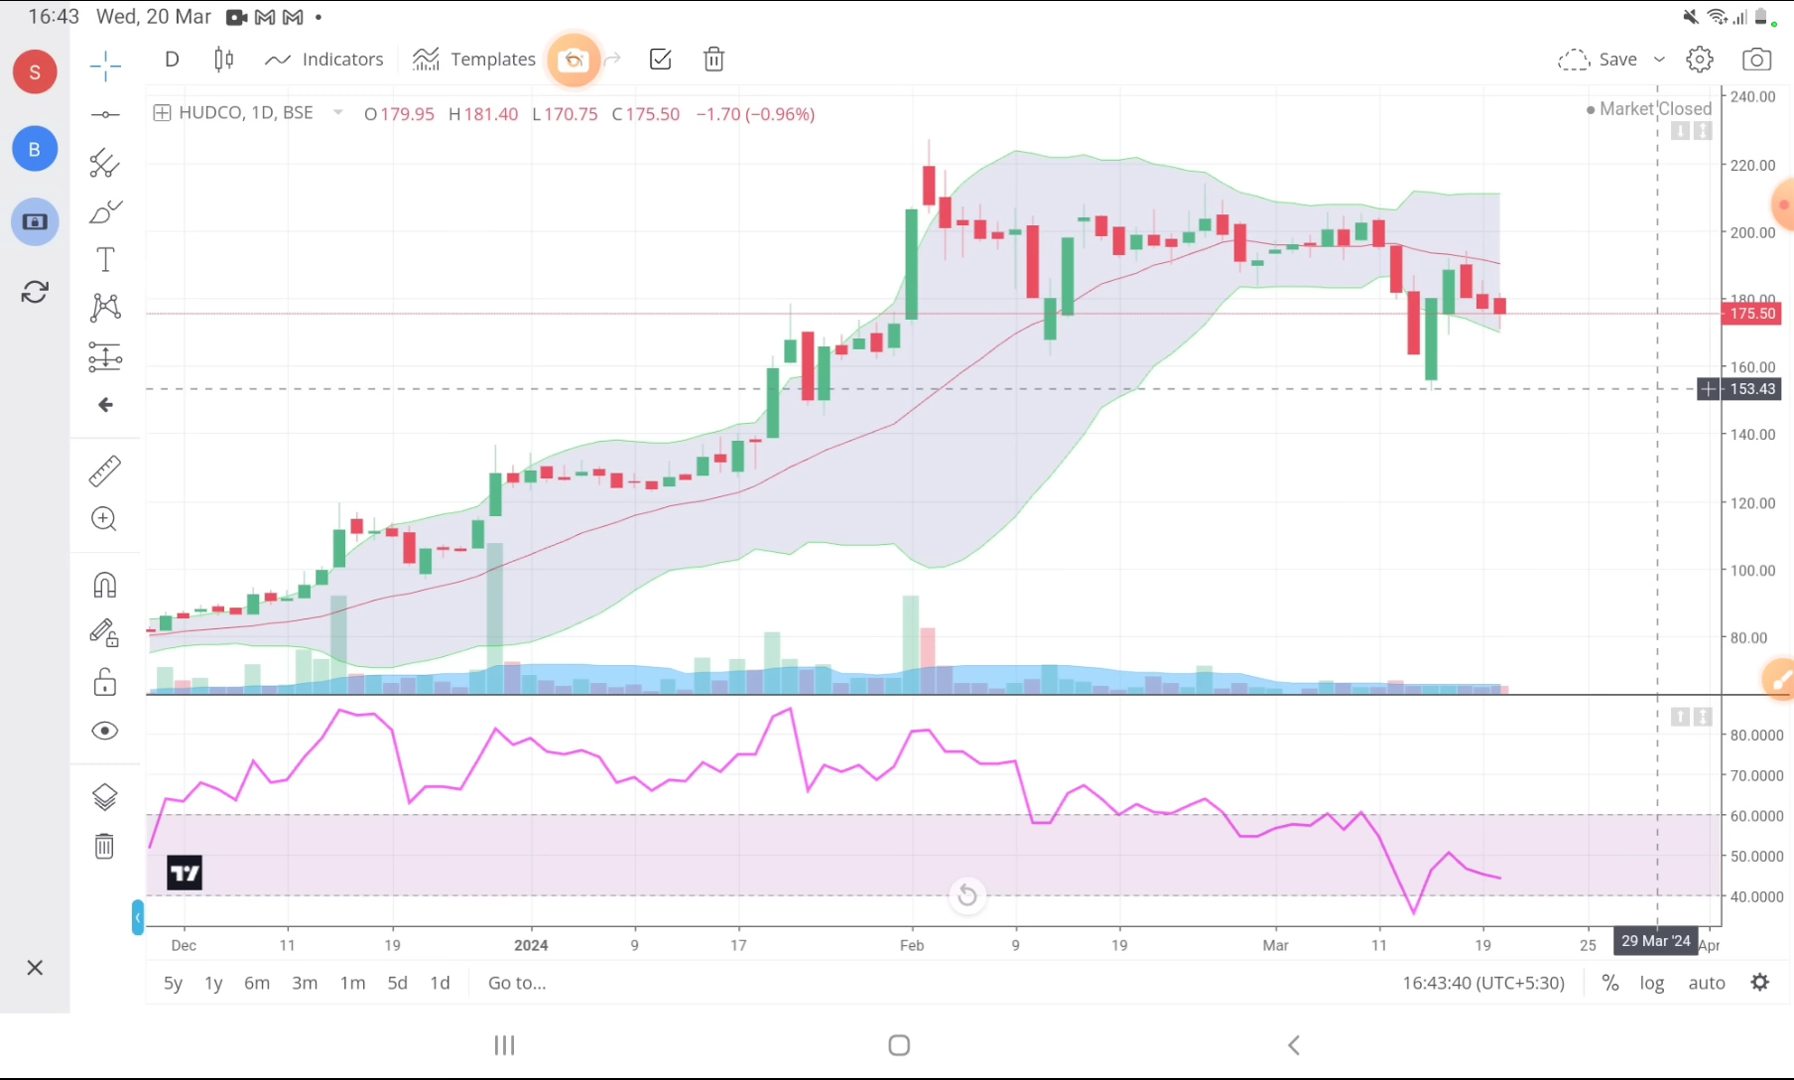 16:43 Wed, 20 Mar
S
B
D Indicators Templates Save
HUDCO, 1D, BSE O179.95 H181.40 L170.75 C175.50 −1.70 (−0.96%)
Market Closed
240.00
220.00
200.00
180.00
175.50
160.00
153.43
140.00
120.00
100.00
80.00
80.0000
70.0000
60.0000
50.0000
40.0000
Dec 11 19 2024 9 17 Feb 9 19 Mar 11 19 25 29 Mar '24 Apr
5y 1y 6m 3m 1m 5d 1d Go to... 16:43:40 (UTC+5:30) % log auto